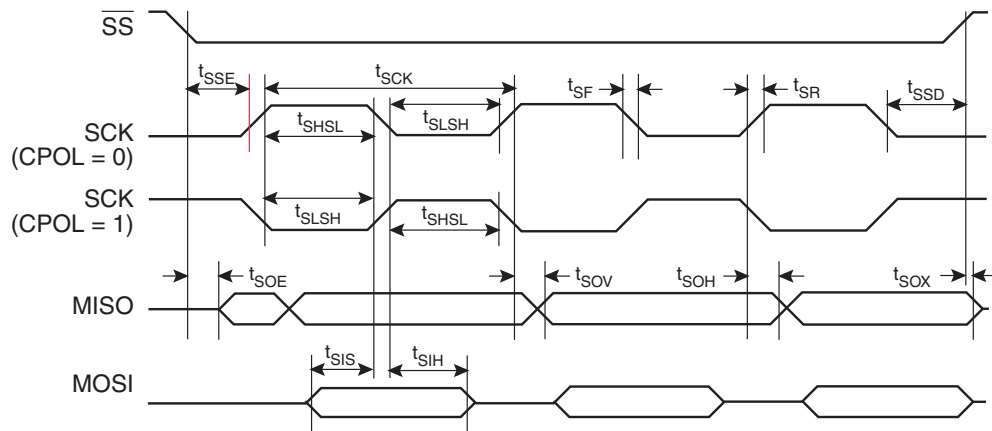 SS
tSSE
tSCK
tSF
tSR
tSSD
tSHSL
tSLSH
SCK
(CPOL = 0)
SCK
(CPOL = 1)
tSLSH
tSHSL
tSOE
tSOV
tSOH
tSOX
MISO
tSIS
tSIH
MOSI